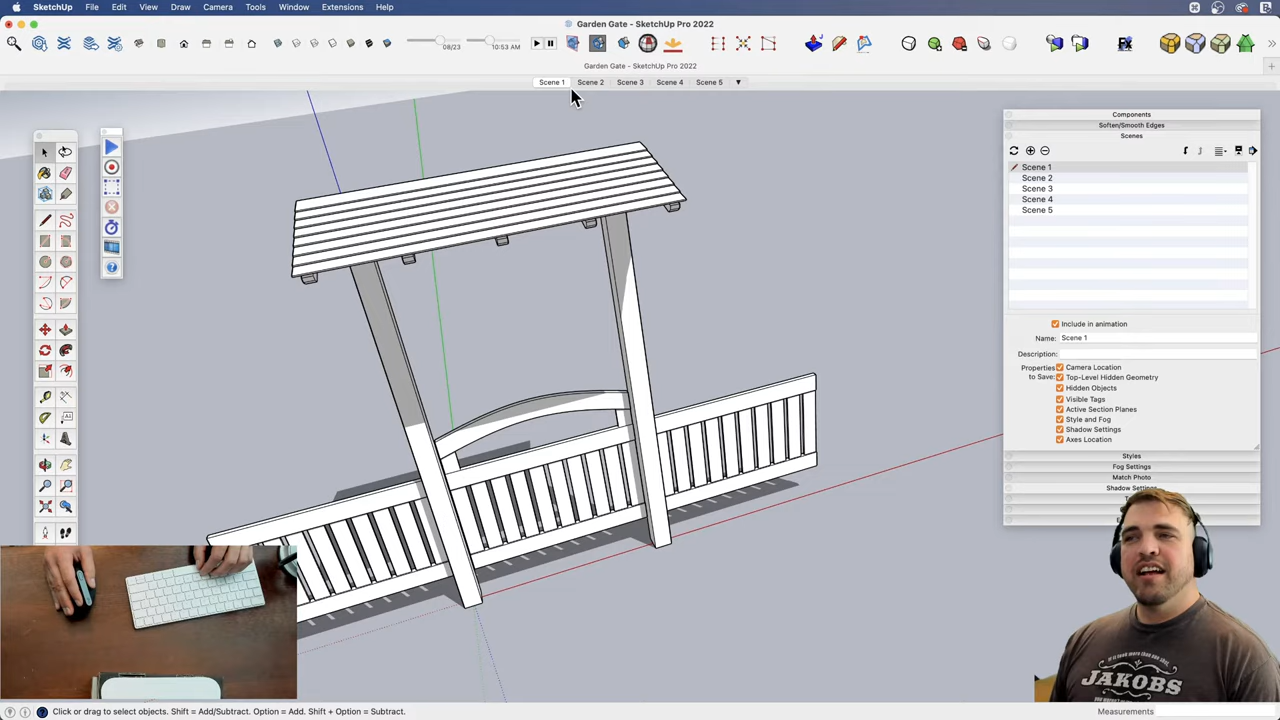 SketchUp File Edit View Draw Camera Tools Window Extensions Help
Garden Gate - SketchUp Pro 2022
08/23 10:53 AM
Garden Gate - SketchUp Pro 2022
Scene 1 Scene 2 Scene 3 Scene 4 Scene 5
Components
Soften/Smooth Edges
Scenes
Scene 1
Scene 2
Scene 3
Scene 4
Scene 5
Include in animation
Name: Scene 1
Description:
Properties to Save:
Camera Location
Top-Level Hidden Geometry
Hidden Objects
Visible Tags
Active Section Planes
Style and Fog
Shadow Settings
Axes Location
Styles
Fog Settings
Match Photo
Shadow Settings
JAKOBS
Click or drag to select objects. Shift = Add/Subtract. Option = Add. Shift + Option = Subtract.
Measurements